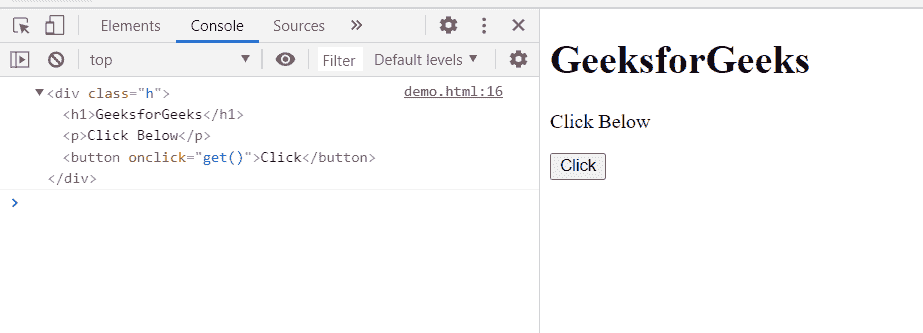 Elements Console Sources
top Filter Default levels
<div class="h"> demo.html:16
<h1>GeeksforGeeks</h1>
<p>Click Below</p>
<button onclick="get()">Click</button>
</div>
GeeksforGeeks
Click Below
Click